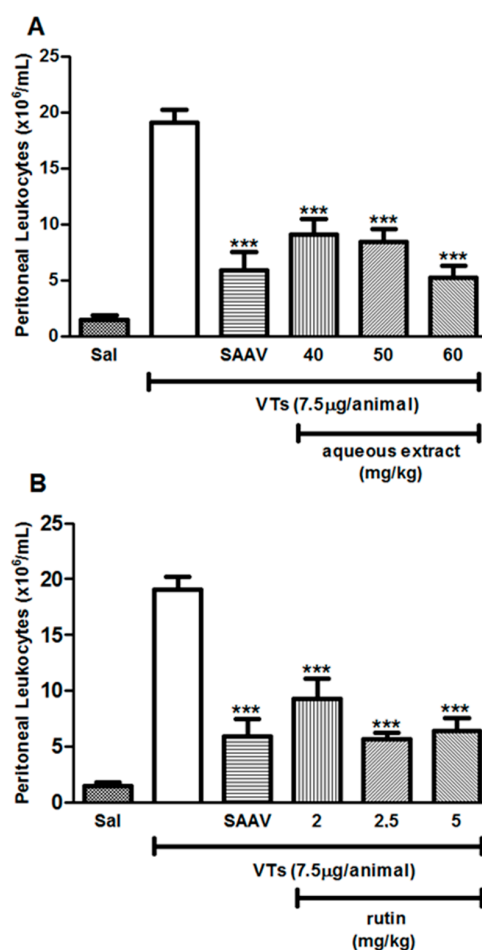 A
Peritoneal Leukocytes (x10⁶/mL)
25
20
15
10
5
0
*** *** *** ***
Sal SAAV 40 50 60
VTs (7.5µg/animal)
aqueous extract
(mg/kg)
B
Peritoneal Leukocytes (x10⁶/mL)
25
20
15
10
5
0
*** *** *** ***
Sal SAAV 2 2.5 5
VTs (7.5µg/animal)
rutin
(mg/kg)